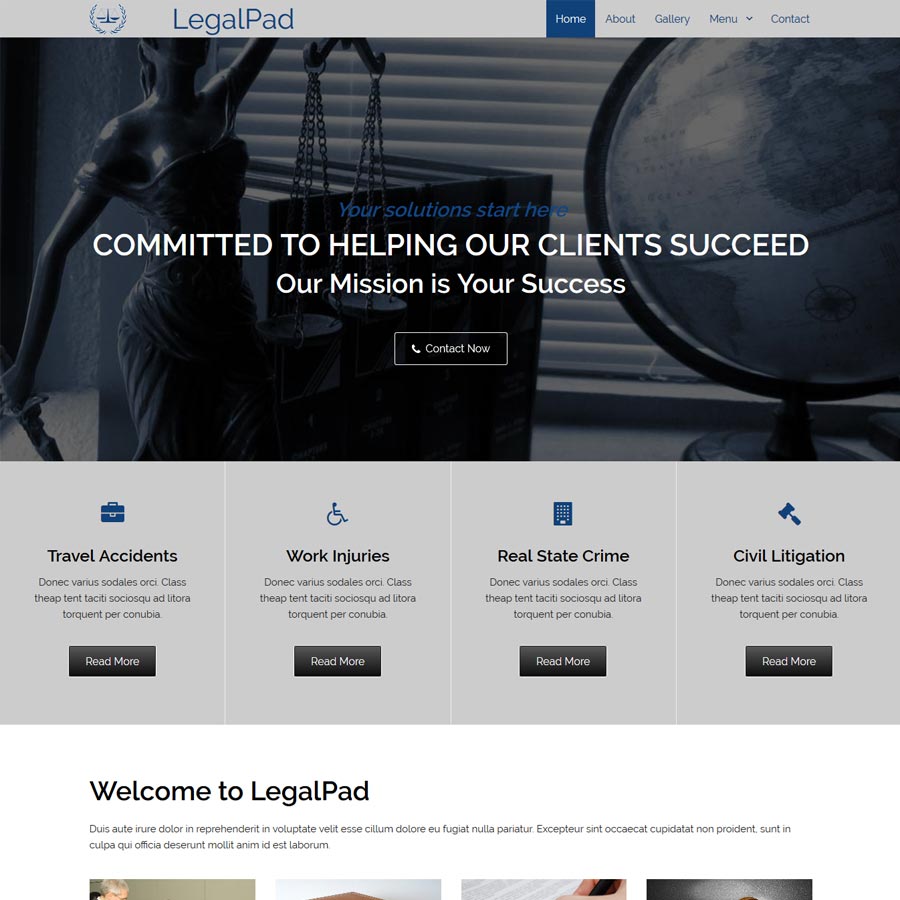 LegalPad
Home About Gallery Menu Contact
Your solutions start here
COMMITTED TO HELPING OUR CLIENTS SUCCEED
Our Mission is Your Success
Contact Now
Travel Accidents
Donec varius sodales orci. Class
theap tent taciti sociosqu ad litora
torquent per conubia.
Read More
Work Injuries
Donec varius sodales orci. Class
theap tent taciti sociosqu ad litora
torquent per conubia.
Read More
Real State Crime
Donec varius sodales orci. Class
theap tent taciti sociosqu ad litora
torquent per conubia.
Read More
Civil Litigation
Donec varius sodales orci. Class
theap tent taciti sociosqu ad litora
torquent per conubia.
Read More
Welcome to LegalPad
Duis aute irure dolor in reprehenderit in voluptate velit esse cillum dolore eu fugiat nulla pariatur. Excepteur sint occaecat cupidatat non proident, sunt in
culpa qui officia deserunt mollit anim id est laborum.